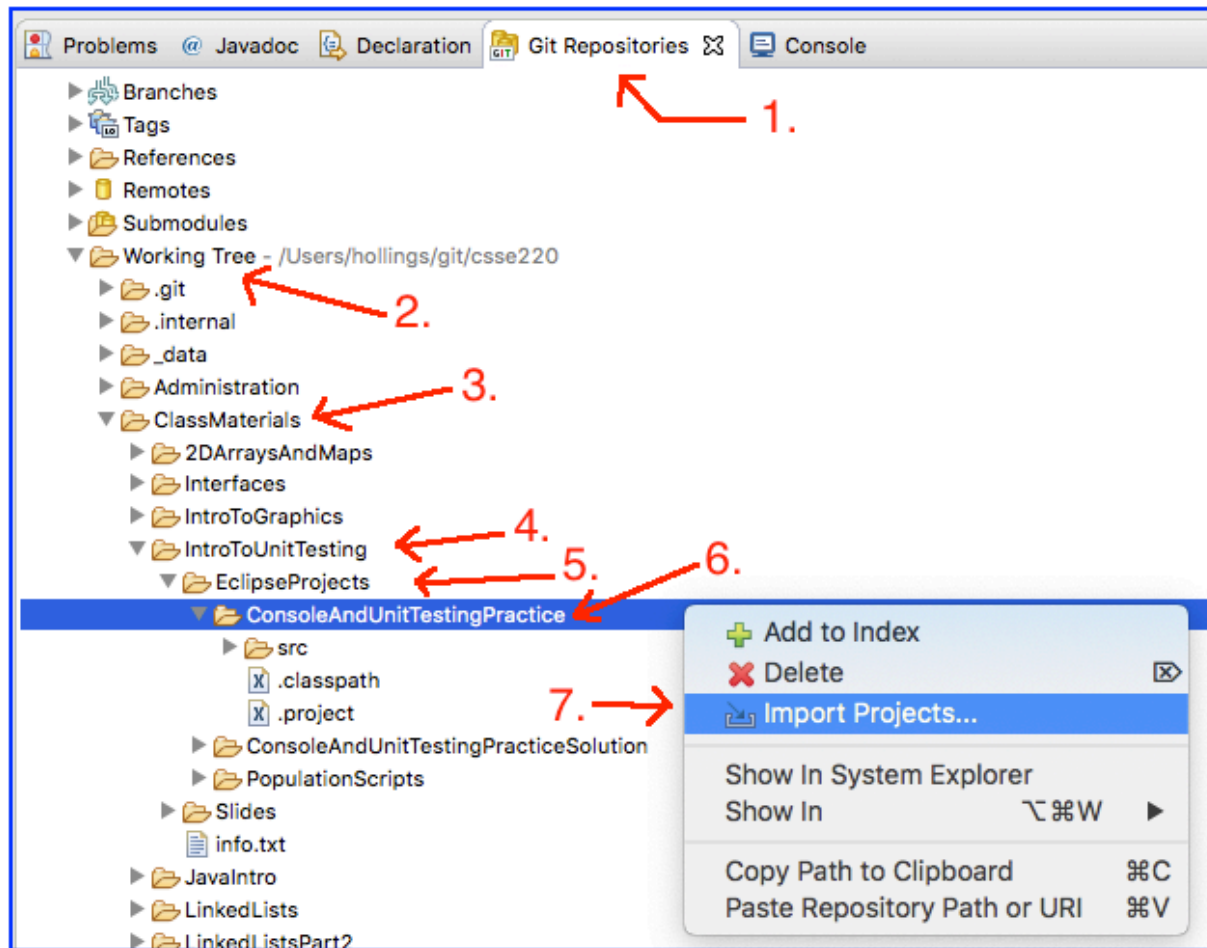 Problems @ Javadoc Declaration GIT Git Repositories Console
Branches
Tags
References
Remotes
Submodules
Working Tree - /Users/hollings/git/csse220
.git
.internal
_data
Administration
ClassMaterials
2DArraysAndMaps
Interfaces
IntroToGraphics
IntroToUnitTesting
EclipseProjects
ConsoleAndUnitTestingPractice
src
.classpath
.project
ConsoleAndUnitTestingPracticeSolution
PopulationScripts
Slides
info.txt
JavaIntro
LinkedLists
LinkedListsPart2
1.
2.
3.
4.
5.
6.
7.
Add to Index
Delete ⌦
Import Projects...
Show In System Explorer
Show In ⌥⌘W ▶
Copy Path to Clipboard ⌘C
Paste Repository Path or URI ⌘V